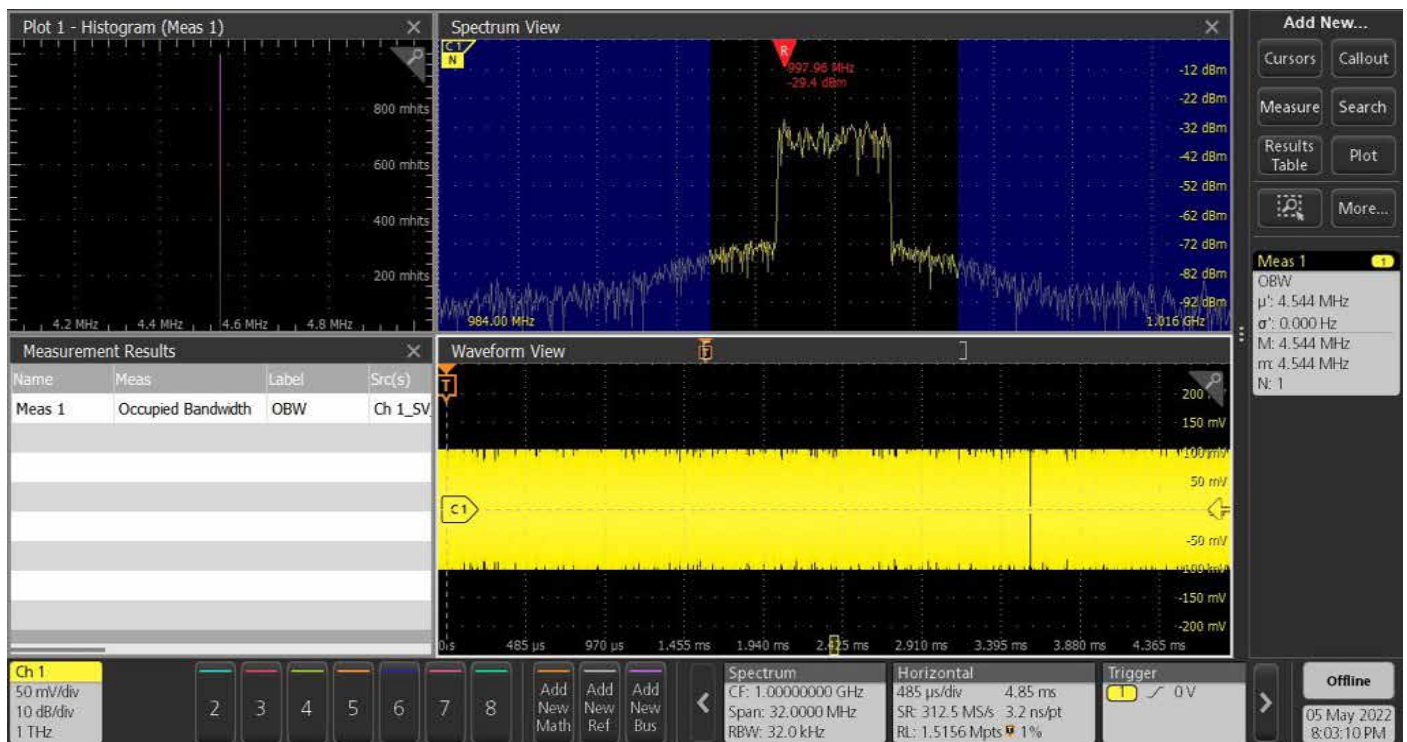 Plot 1 - Histogram (Meas 1)
800 mhits
600 mhits
400 mhits
200 mhits
4.2 MHz
4.4 MHz
4.6 MHz
4.8 MHz
Spectrum View
C1
N
R
997.96 MHz
-29.4 dBm
-12 dBm
-22 dBm
-32 dBm
-42 dBm
-52 dBm
-62 dBm
-72 dBm
-82 dBm
-92 dBm
984.00 MHz
1.016 GHz
Measurement Results
Name Meas Label Src(s)
Meas 1 Occupied Bandwidth OBW Ch 1_SV
Waveform View
T
T
150 mV
50 mV
C1
-50 mV
-150 mV
-200 mV
0 s
485 µs
970 µs
1.455 ms
1.940 ms
2.425 ms
2.910 ms
3.395 ms
3.880 ms
4.365 ms
Add New...
Cursors
Callout
Measure
Search
Results
Table
Plot
More...
Meas 1 1
OBW
µ': 4.544 MHz
σ': 0.000 Hz
M: 4.544 MHz
m: 4.544 MHz
N: 1
Ch 1
50 mV/div
10 dB/div
1 THz
2
3
4
5
6
7
8
Add
New
Math
Add
New
Ref
Add
New
Bus
Spectrum
CF: 1.00000000 GHz
Span: 32.0000 MHz
RBW: 32.0 kHz
Horizontal
485 µs/div 4.85 ms
SR: 312.5 MS/s 3.2 ns/pt
RL: 1.5156 Mpts 1%
Trigger
1 0 V
Offline
05 May 2022
8:03:10 PM